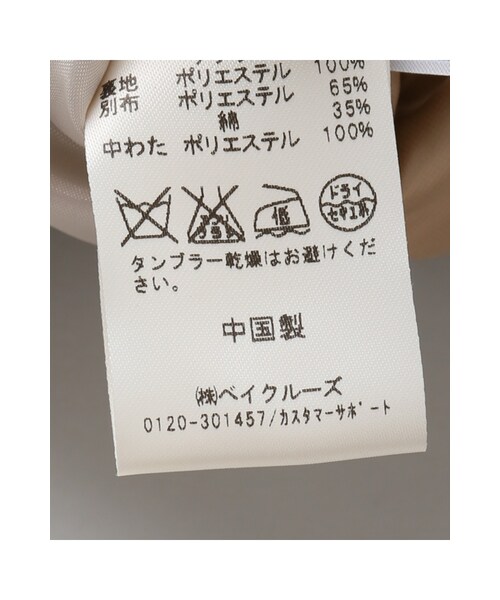 100%
裏地 ポリエステル
別布 ポリエステル 65%
綿 35%
中わた ポリエステル 100%
低
ドライ
セキユ系
タンブラー乾燥はお避けくだ
さい。
中国製
㈱ベイクルーズ
0120-301457/カスタマーサポート